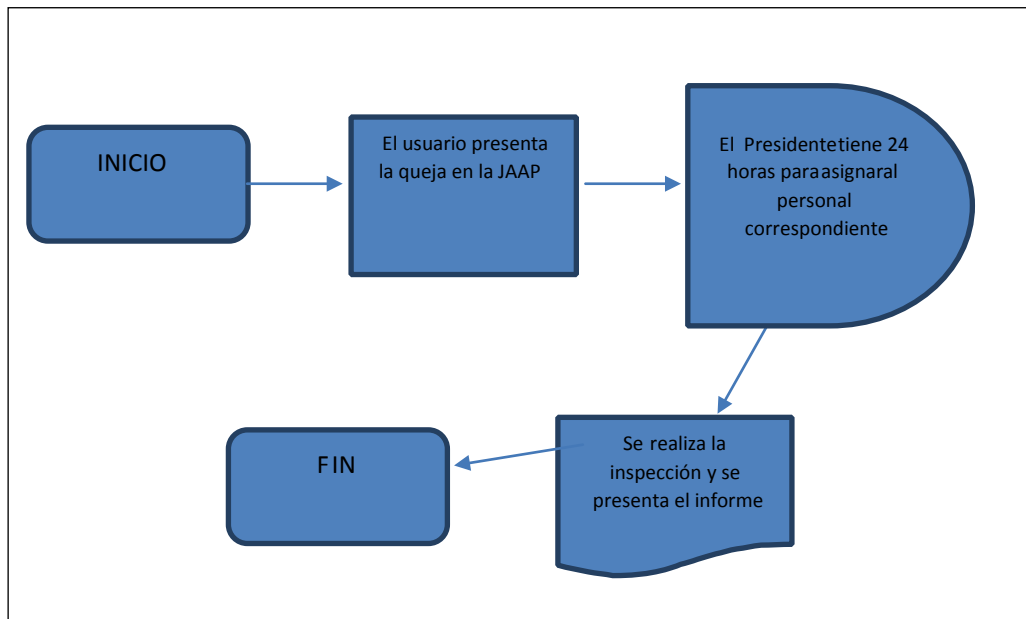 INICIO
El usuario presenta
la queja en la JAAP
El Presidentetiene 24
horas paraasignaral
personal
correspondiente
Se realiza la
inspección y se
presenta el informe
FIN